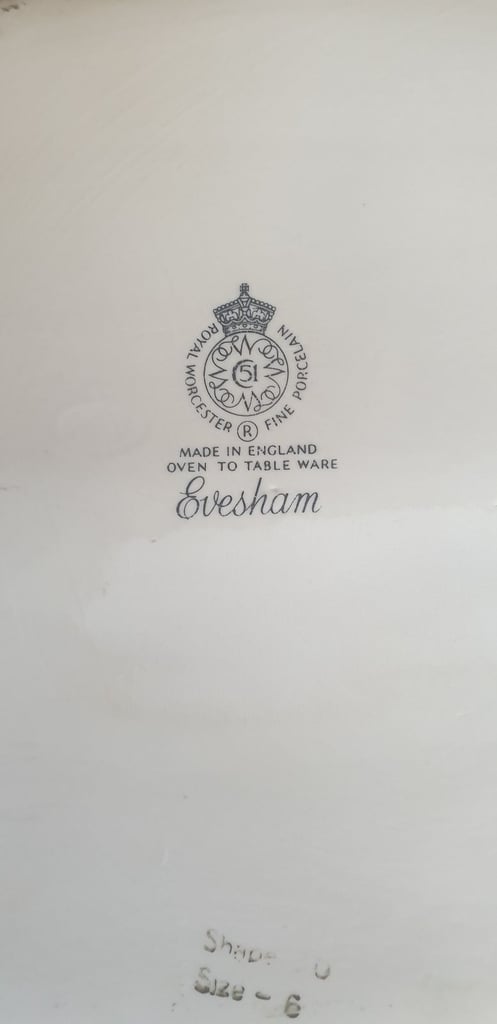 ROYAL WORCESTER FINE PORCELAIN
51
®
MADE IN ENGLAND
OVEN TO TABLE WARE
Evesham
Shape
Size - 6